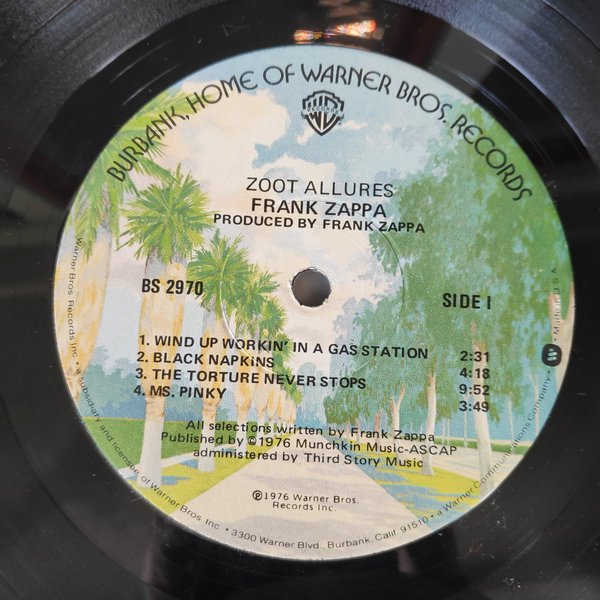 BURBANK, HOME OF WARNER BROS. RECORDS
RECORDS
ZOOT ALLURES
FRANK ZAPPA
PRODUCED BY FRANK ZAPPA
BS 2970
SIDE I
1. WIND UP WORKIN' IN A GAS STATION 2:31
2. BLACK NAPKINS 4:18
3. THE TORTURE NEVER STOPS 9:52
4. MS. PINKY 3:49
All selections written by Frank Zappa
Published by ©1976 Munchkin Music-ASCAP
administered by Third Story Music
℗1976 Warner Bros.
Records Inc.
Warner Bros. Records Inc. • a subsidiary and licensee of Warner Bros. Inc. • 3300 Warner Blvd., Burbank, Calif. 91510 • a Warner Communications Company • Made in U S A